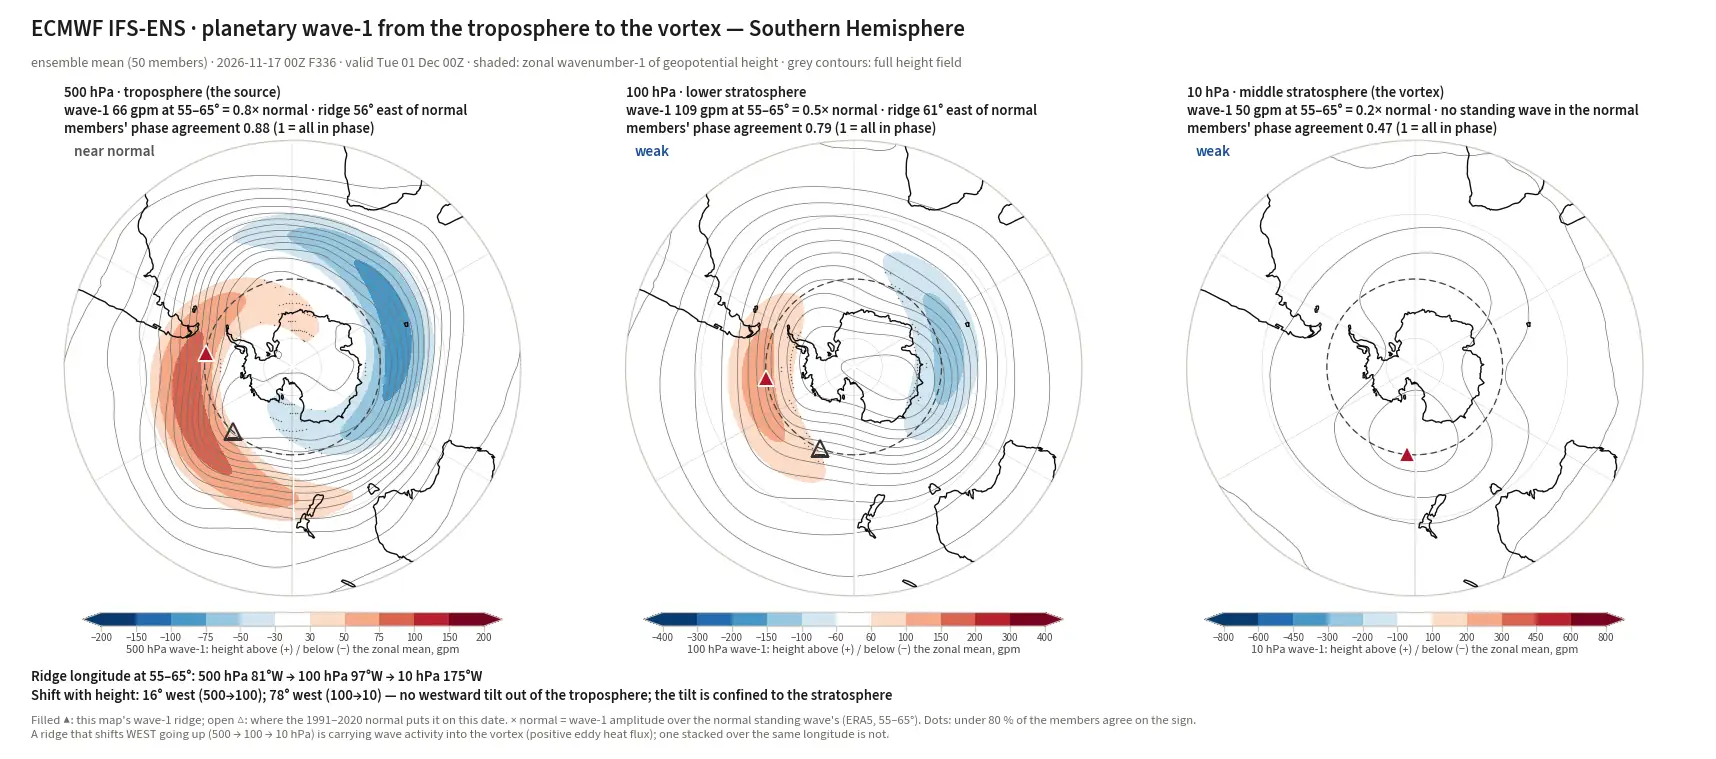 ECMWF IFS-ENS · planetary wave-1 from the troposphere to the vortex — Southern Hemisphere
ensemble mean (50 members) · 2026-11-17 00Z F336 · valid Tue 01 Dec 00Z · shaded: zonal wavenumber-1 of geopotential height · grey contours: full height field
500 hPa · troposphere (the source)
wave-1 66 gpm at 55–65° = 0.8× normal · ridge 56° east of normal
members' phase agreement 0.88 (1 = all in phase)
near normal
100 hPa · lower stratosphere
wave-1 109 gpm at 55–65° = 0.5× normal · ridge 61° east of normal
members' phase agreement 0.79 (1 = all in phase)
weak
10 hPa · middle stratosphere (the vortex)
wave-1 50 gpm at 55–65° = 0.2× normal · no standing wave in the normal
members' phase agreement 0.47 (1 = all in phase)
weak
−200 −150 −100 −75 −50 −30 30 50 75 100 150 200
500 hPa wave-1: height above (+) / below (−) the zonal mean, gpm
−400 −300 −200 −150 −100 −60 60 100 150 200 300 400
100 hPa wave-1: height above (+) / below (−) the zonal mean, gpm
−800 −600 −450 −300 −200 −100 100 200 300 450 600 800
10 hPa wave-1: height above (+) / below (−) the zonal mean, gpm
Ridge longitude at 55–65°: 500 hPa 81°W → 100 hPa 97°W → 10 hPa 175°W
Shift with height: 16° west (500→100); 78° west (100→10) — no westward tilt out of the troposphere; the tilt is confined to the stratosphere
Filled ▲: this map's wave-1 ridge; open △: where the 1991–2020 normal puts it on this date. × normal = wave-1 amplitude over the normal standing wave's (ERA5, 55–65°). Dots: under 80 % of the members agree on the sign.
A ridge that shifts WEST going up (500 → 100 → 10 hPa) is carrying wave activity into the vortex (positive eddy heat flux); one stacked over the same longitude is not.